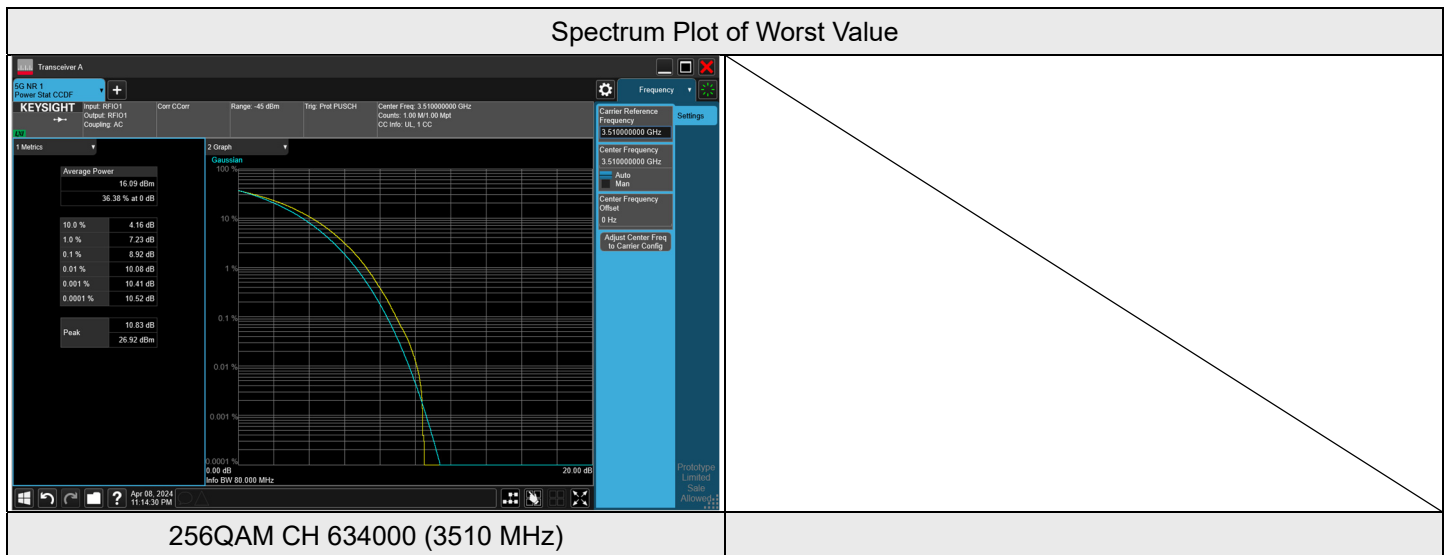 Spectrum Plot of Worst Value
Transceiver A
5G NR 1
Power Stat CCDF
+
Frequency
KEYSIGHT
Input: RFIO1
Output: RFIO1
Coupling: AC
Corr CCorr
Range: -45 dBm
Trig: Prot PUSCH
Center Freq: 3.510000000 GHz
Counts: 1.00 M/1.00 Mpt
CC Info: UL, 1 CC
1 Metrics
Average Power
16.09 dBm
36.38 % at 0 dB
10.0 % 4.16 dB
1.0 % 7.23 dB
0.1 % 8.92 dB
0.01 % 10.08 dB
0.001 % 10.41 dB
0.0001 % 10.52 dB
Peak
10.83 dB
26.92 dBm
2 Graph
Gaussian
100 %
10 %
1 %
0.1 %
0.01 %
0.001 %
0.0001 %
0.00 dB
20.00 dB
Info BW 80.000 MHz
Carrier Reference
Frequency
3.510000000 GHz
Center Frequency
3.510000000 GHz
Auto
Man
Center Frequency
Offset
0 Hz
Adjust Center Freq
to Carrier Config
Settings
Prototype
Limited
Sale
Allowed
?
Apr 08, 2024
11:14:30 PM
256QAM CH 634000 (3510 MHz)